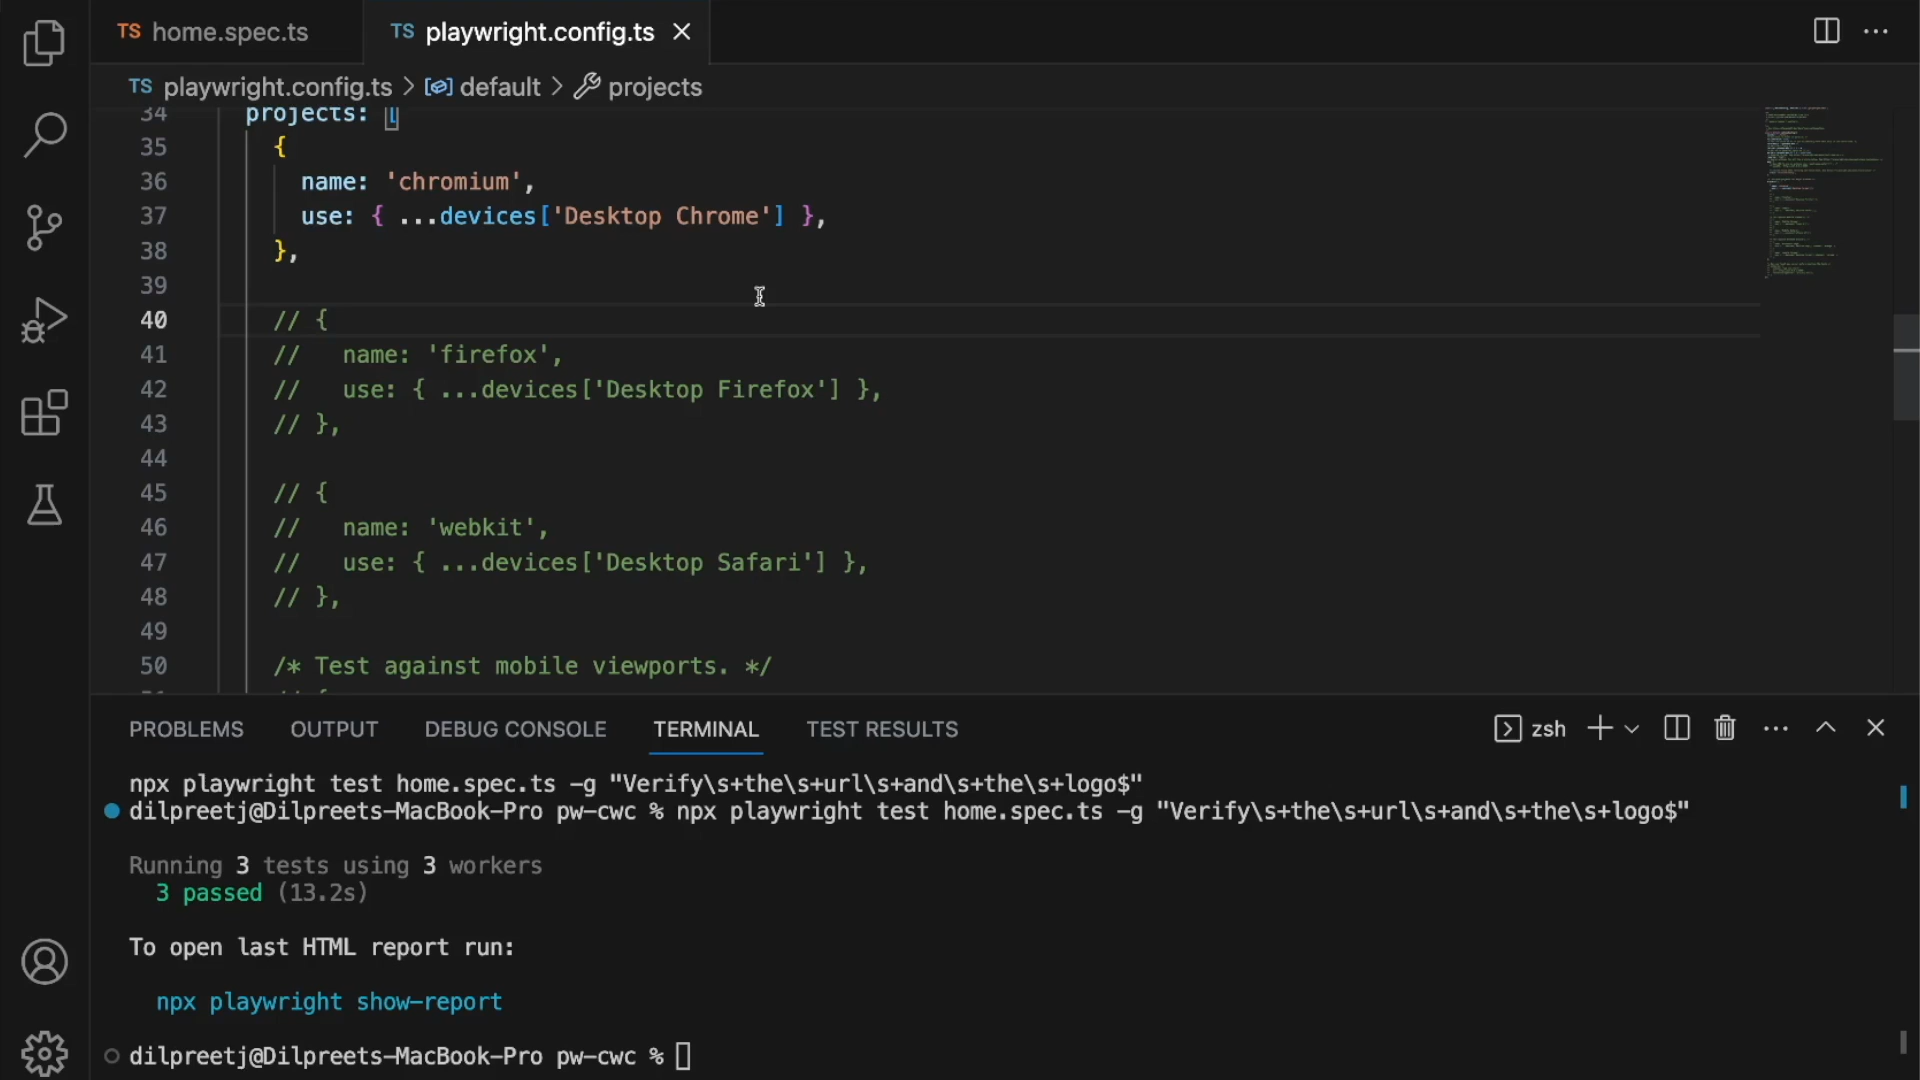 TS home.spec.ts
TS playwright.config.ts
TS playwright.config.ts > default > projects
34 projects: [
35 {
36 name: 'chromium',
37 use: { ...devices['Desktop Chrome'] },
38 },
39
40 // {
41 // name: 'firefox',
42 // use: { ...devices['Desktop Firefox'] },
43 // },
44
45 // {
46 // name: 'webkit',
47 // use: { ...devices['Desktop Safari'] },
48 // },
49
50 /* Test against mobile viewports. */
PROBLEMS OUTPUT DEBUG CONSOLE TERMINAL TEST RESULTS zsh
npx playwright test home.spec.ts -g "Verify\s+the\s+url\s+and\s+the\s+logo$"
dilpreetj@Dilpreets-MacBook-Pro pw-cwc % npx playwright test home.spec.ts -g "Verify\s+the\s+url\s+and\s+the\s+logo$"
Running 3 tests using 3 workers
3 passed (13.2s)
To open last HTML report run:
npx playwright show-report
dilpreetj@Dilpreets-MacBook-Pro pw-cwc %